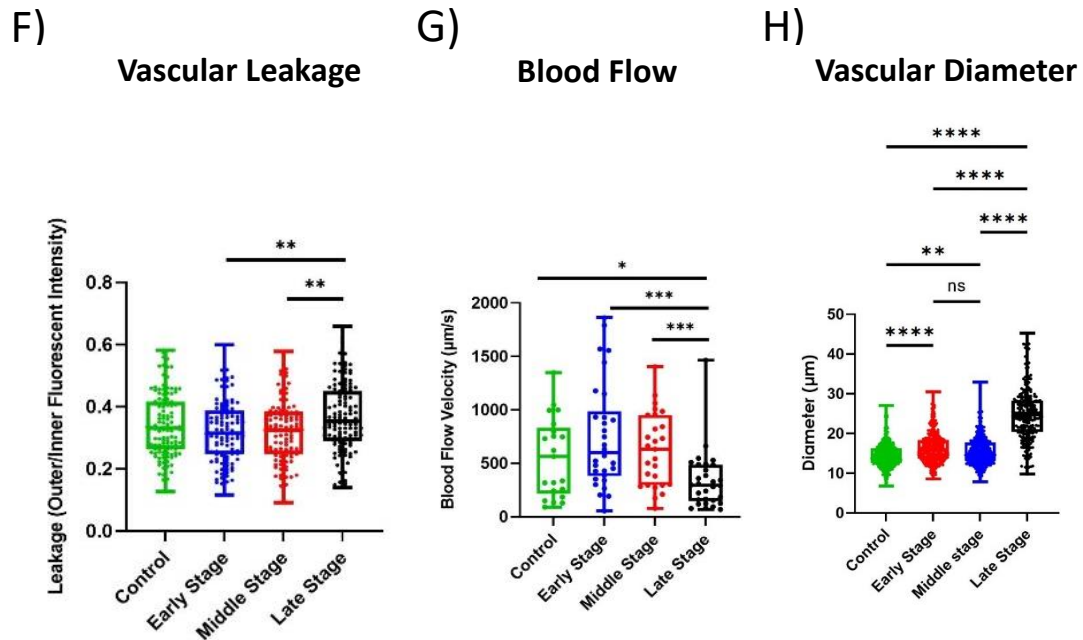 F)
Vascular Leakage
Leakage (Outer/Inner Fluorescent Intensity)
**
**
0.8
0.6
0.4
0.2
0.0
Control
Early Stage
Middle Stage
Late Stage
G)
Blood Flow
Blood Flow Velocity (µm/s)
*
***
***
2000
1500
1000
500
0
Control
Early Stage
Middle Stage
Late Stage
H)
Vascular Diameter
Diameter (µm)
****
****
****
**
ns
****
50
40
30
20
10
0
Control
Early Stage
Middle stage
Late Stage